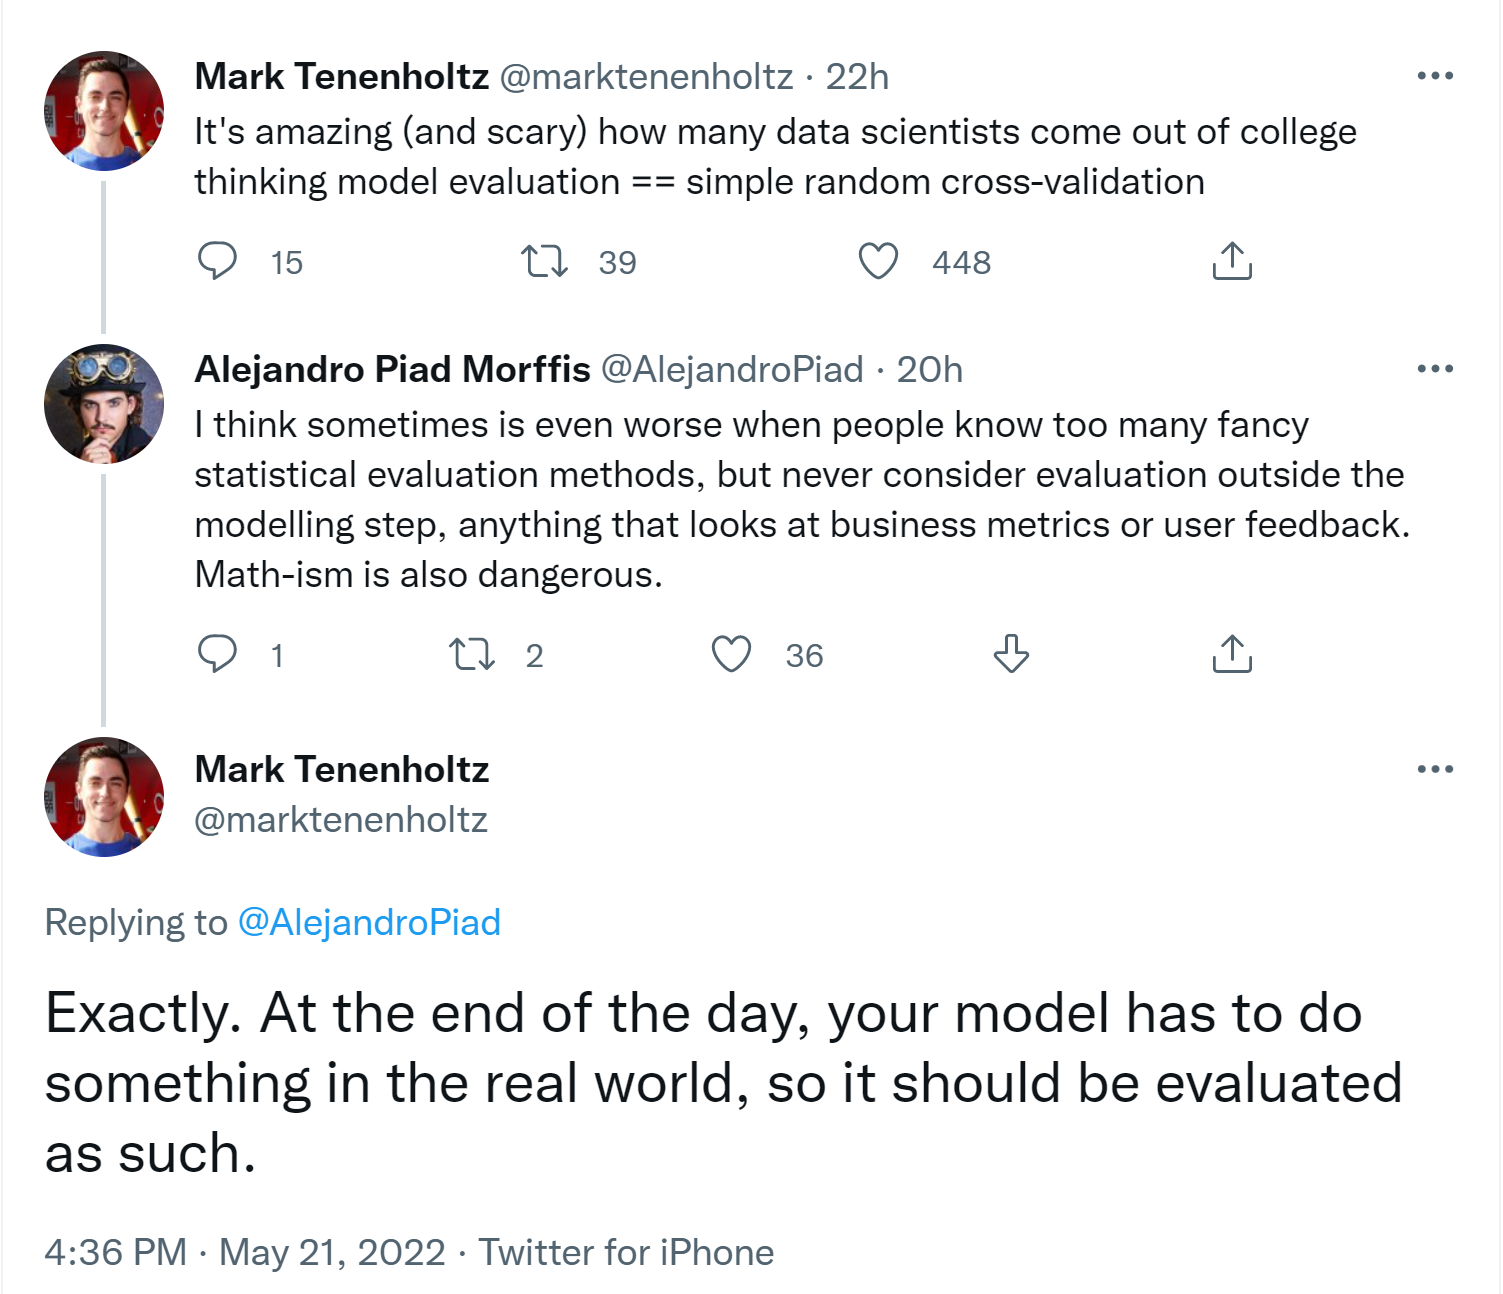 Mark Tenenholtz @marktenenholtz · 22h
It's amazing (and scary) how many data scientists come out of college
thinking model evaluation == simple random cross-validation
15 39 448
Alejandro Piad Morffis @AlejandroPiad · 20h
I think sometimes is even worse when people know too many fancy
statistical evaluation methods, but never consider evaluation outside the
modelling step, anything that looks at business metrics or user feedback.
Math-ism is also dangerous.
1 2 36
Mark Tenenholtz
@marktenenholtz
Replying to @AlejandroPiad
Exactly. At the end of the day, your model has to do
something in the real world, so it should be evaluated
as such.
4:36 PM · May 21, 2022 · Twitter for iPhone